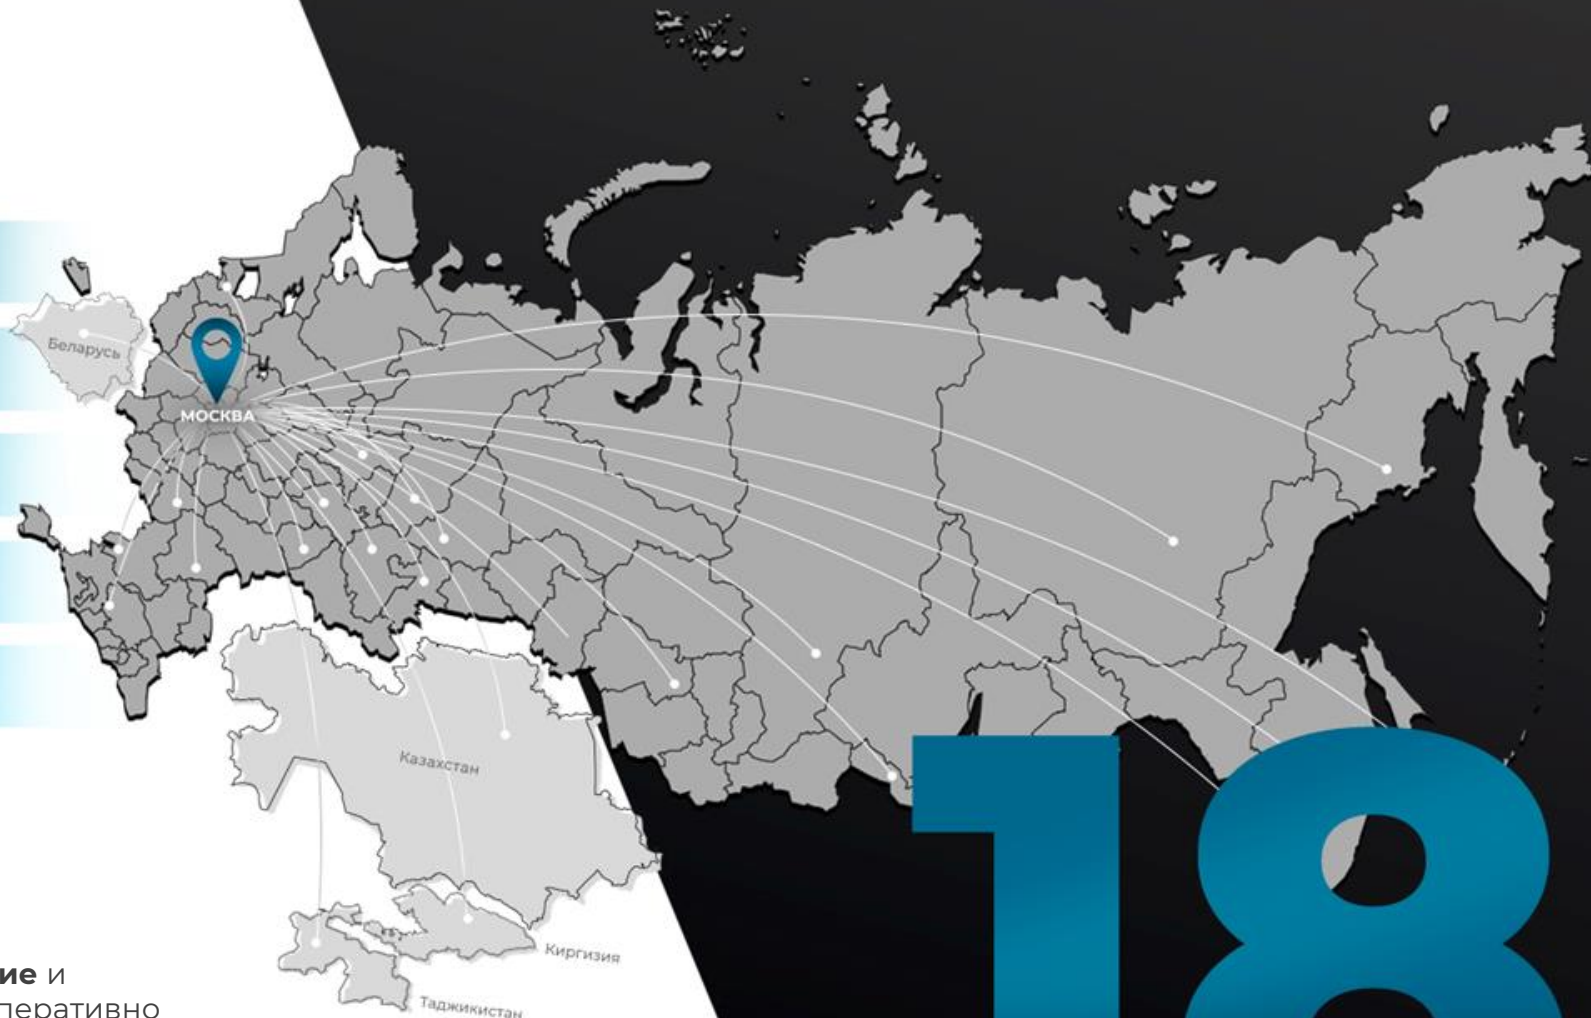 Беларусь
МОСКВА
Казахстан
18
Киргизия
ие и
перативно
Таджикистан